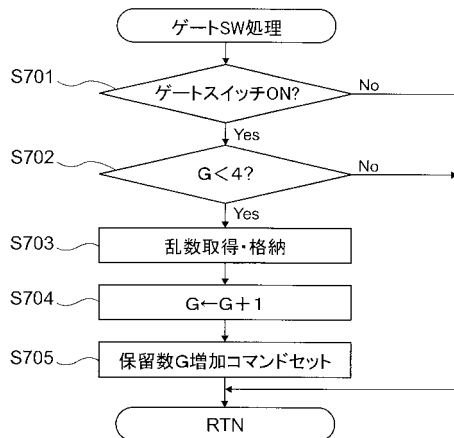 ゲートSW処理
S701
ゲートスイッチON?
No
Yes
S702
G<4?
No
Yes
S703
乱数取得・格納
S704
G←G+1
S705
保留数G増加コマンドセット
RTN